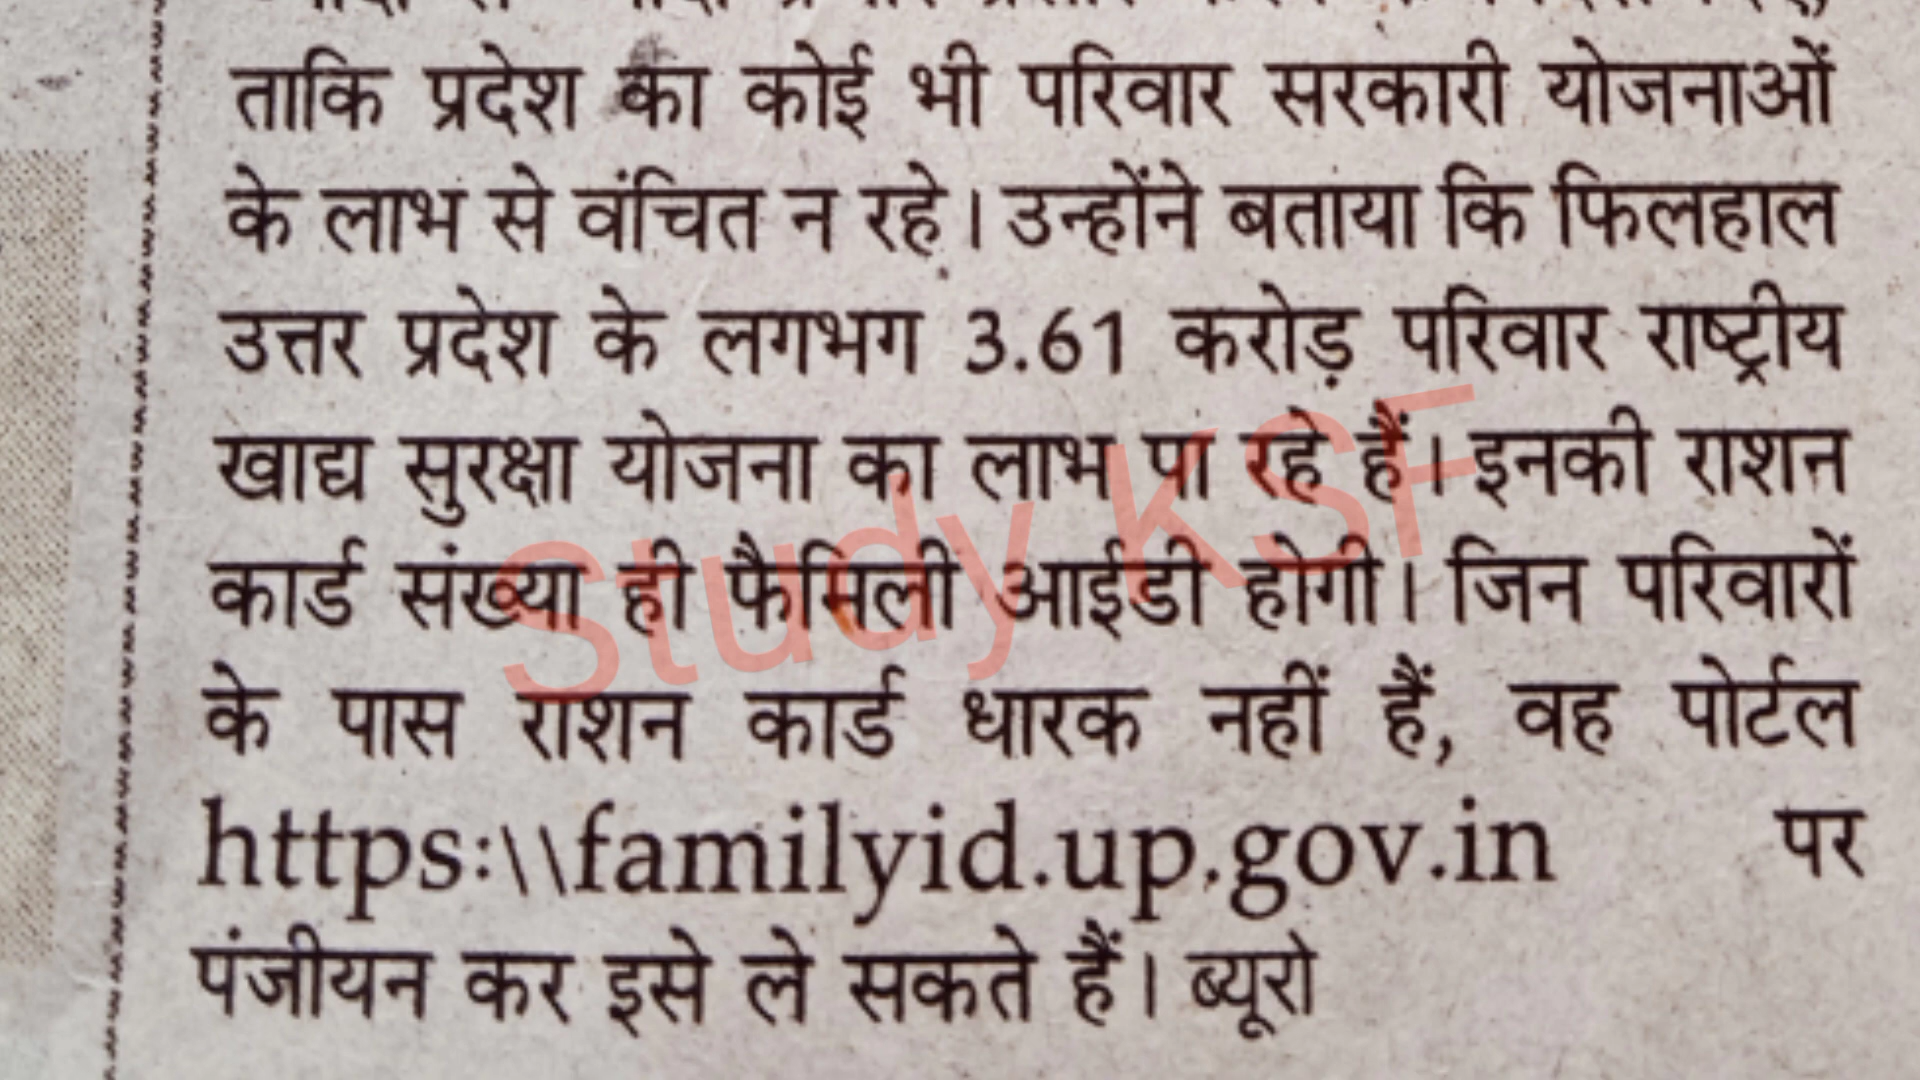 ताकि प्रदेश का कोई भी परिवार सरकारी योजनाओं
के लाभ से वंचित न रहे। उन्होंने बताया कि फिलहाल
उत्तर प्रदेश के लगभग 3.61 करोड़ परिवार राष्ट्रीय
खाद्य सुरक्षा योजना का लाभ पा रहे हैं। इनकी राशन
कार्ड संख्या ही फैमिली आईडी होगी। जिन परिवारों
के पास राशन कार्ड धारक नहीं हैं, वह पोर्टल
https:\\familyid.up.gov.in पर
पंजीयन कर इसे ले सकते हैं। ब्यूरो
Study KSF